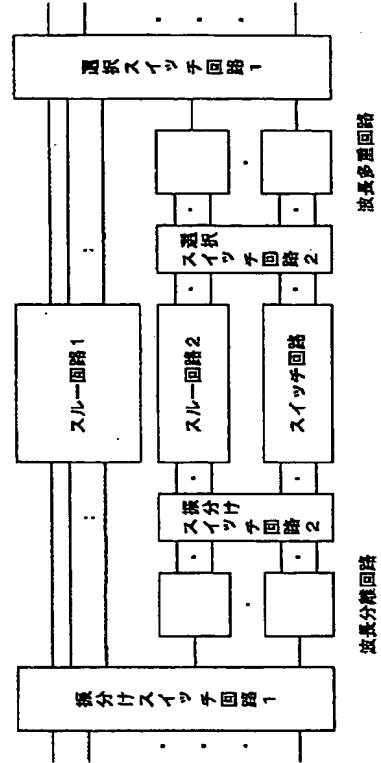 振分けスイッチ回路1
波長分離回路
振分け
スイッチ回路2
スルー回路1
スルー回路2
スイッチ回路
選択
スイッチ回路2
波長多重回路
選択スイッチ回路1